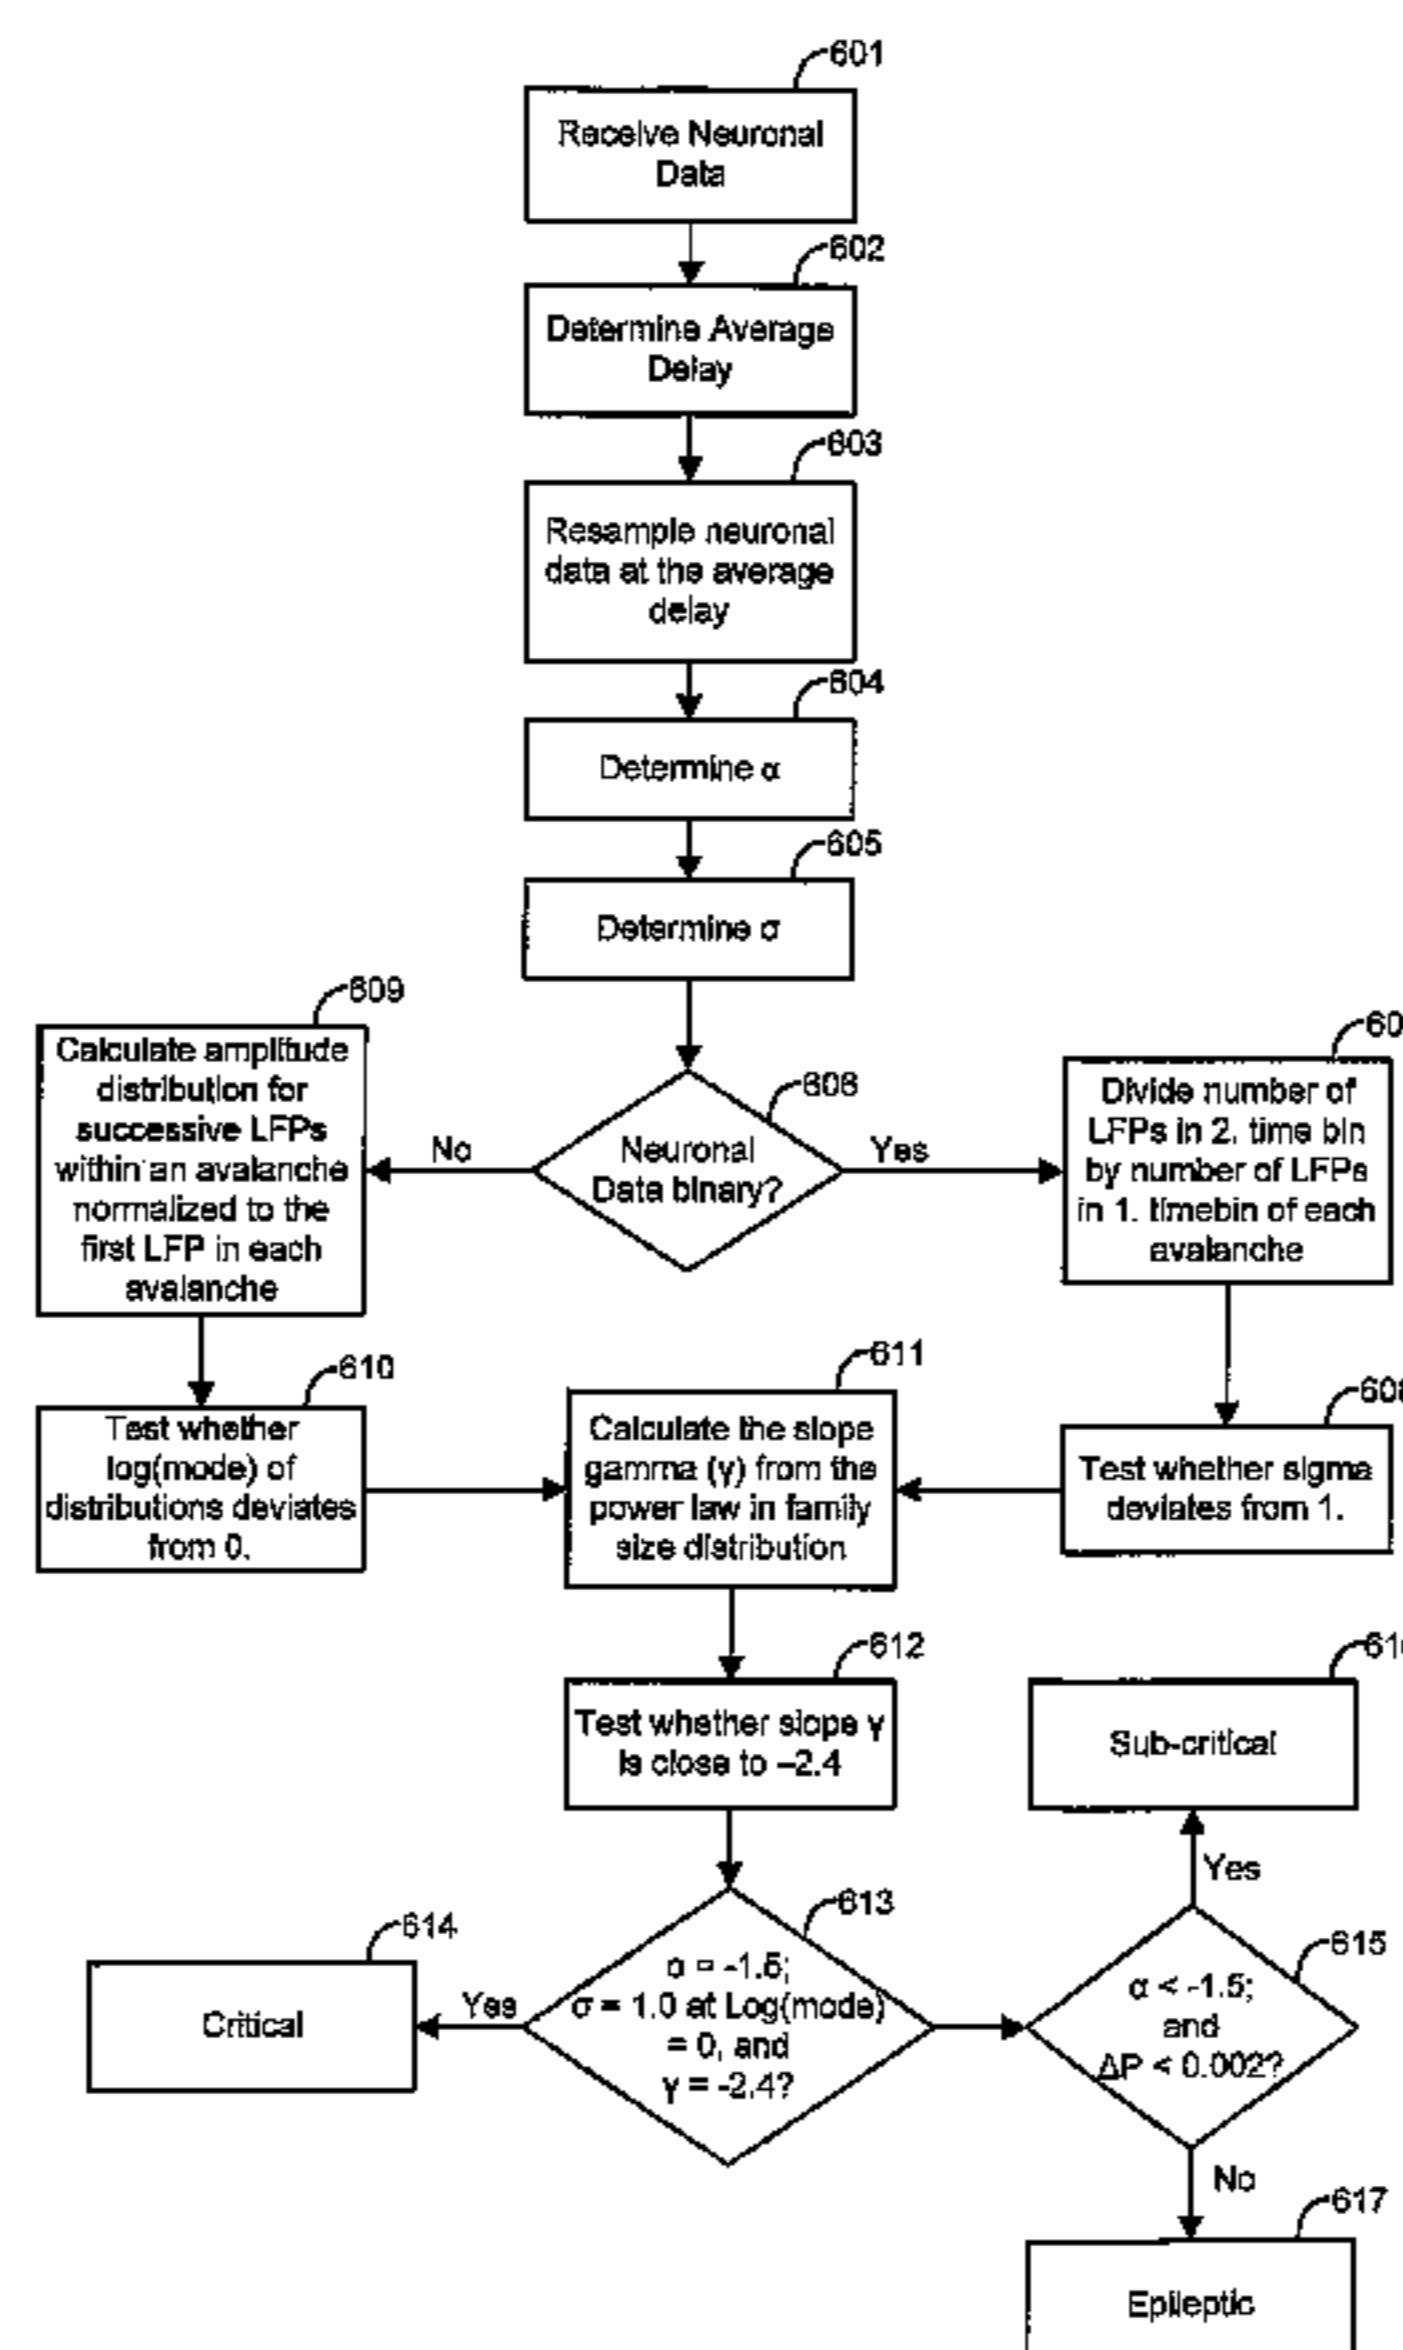 601
Receive Neuronal
Data
602
Determine Average
Delay
603
Resample neuronal
data at the average
delay
604
Determine α
605
Determine σ
609
Calculate amplitude
distribution for
successive LFPs
within an avalanche
normalized to the
first LFP in each
avalanche
606
Neuronal
Data binary?
No
Yes
60
Divide number of
LFPs in 2. time bin
by number of LFPs
in 1. timebin of each
avalanche
610
Test whether
log(mode) of
distributions deviates
from 0.
611
Calculate the slope
gamma (γ) from the
power law in family
size distribution
608
Test whether sigma
deviates from 1.
612
Test whether slope γ
is close to –2.4
616
Sub-critical
Yes
613
α = -1.5;
σ = 1.0 at Log(mode)
= 0, and
γ = -2.4?
614
Critical
Yes
615
α < -1.5;
and
ΔP < 0.002?
No
617
Epileptic